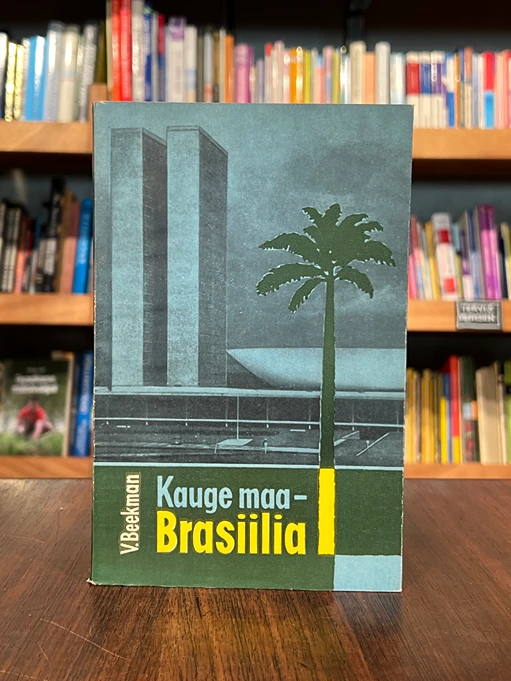 V. Beekman
Kauge maa –
Brasiilia